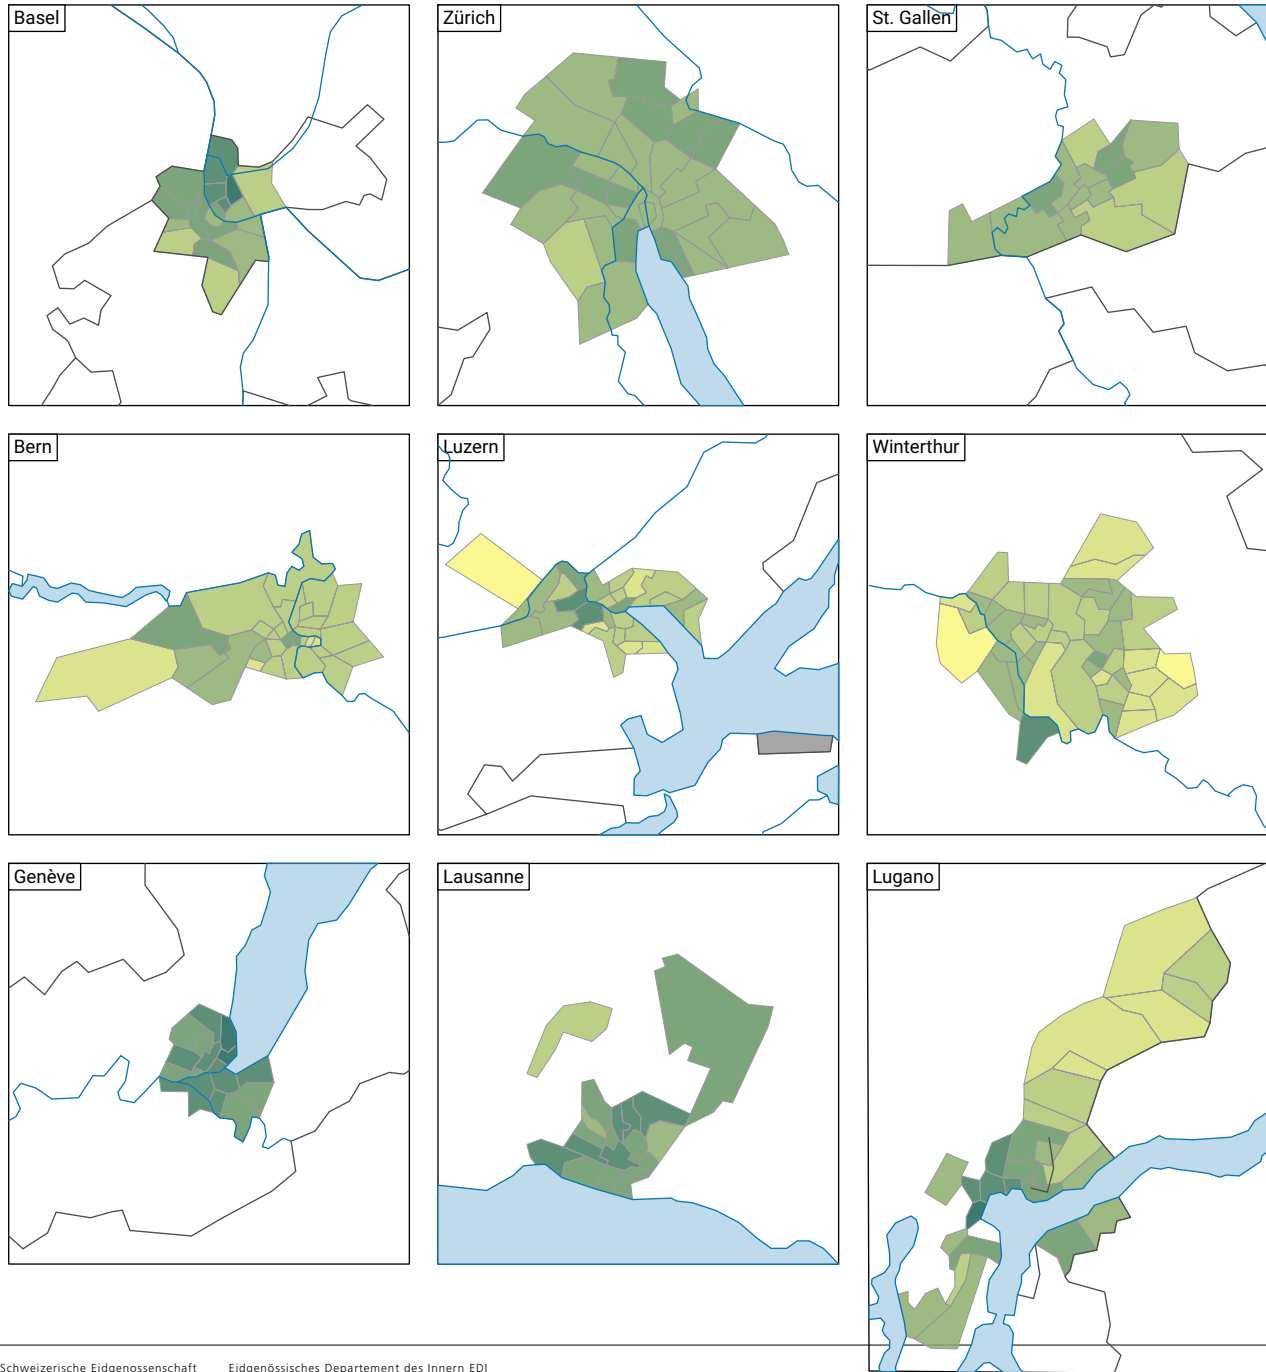 Basel
Zürich
St. Gallen
Bern
Luzern
Winterthur
Genève
Lausanne
Lugano
Schweizerische Eidgenossenschaft Eidgenössisches Departement des Innern EDI